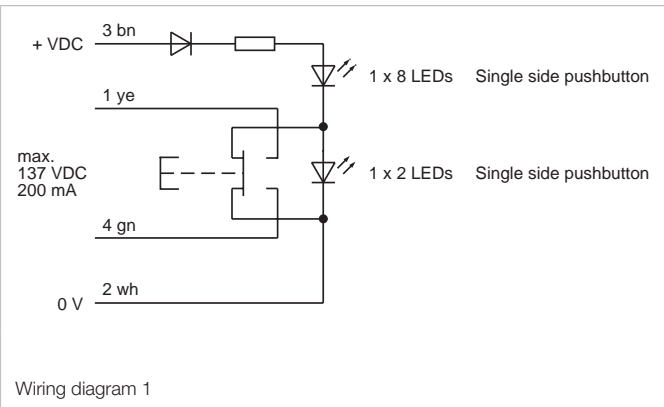 3 bn
+ VDC
1 x 8 LEDs Single side pushbutton
1 ye
max.
137 VDC
200 mA
1 x 2 LEDs Single side pushbutton
4 gn
2 wh
0 V
Wiring diagram 1